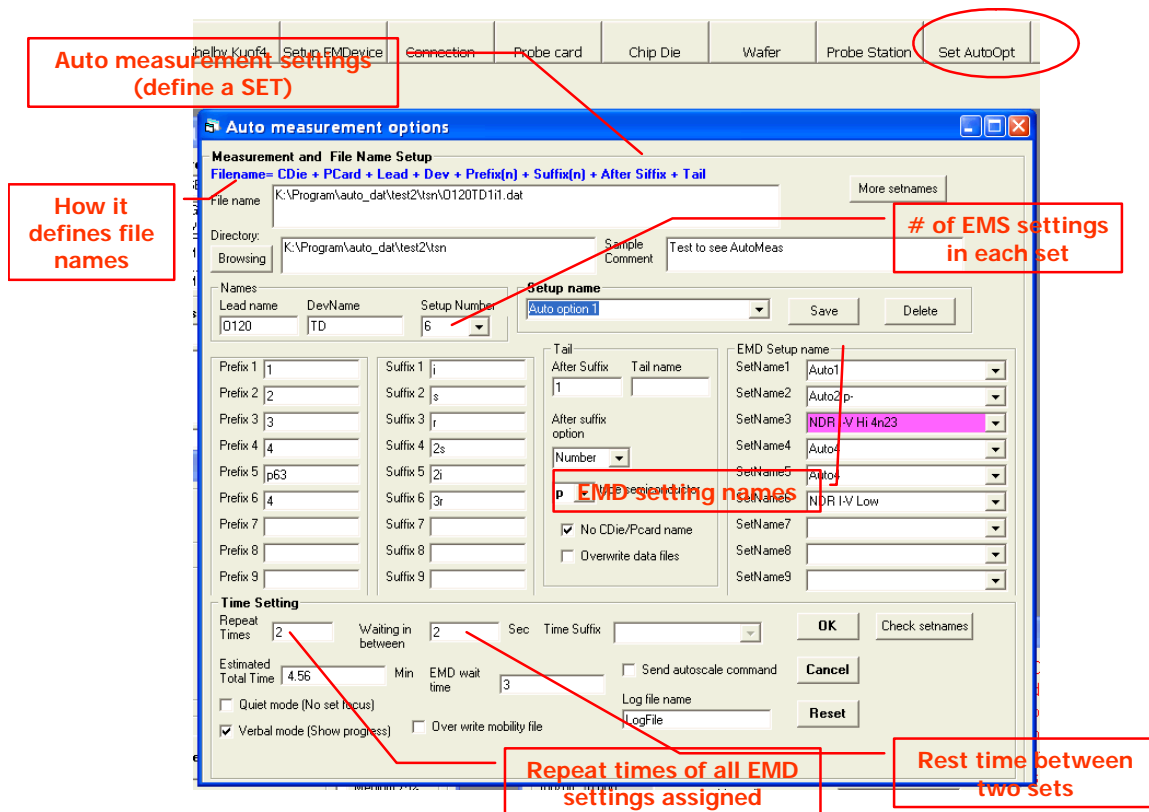 Shelby Kuof4 Setup EMDevice Connection Probe card Chip Die Wafer Probe Station Set AutoOpt
Auto measurement settings
(define a SET)
Auto measurement options
Measurement and File Name Setup
Filename= CDie + PCard + Lead + Dev + Prefix(n) + Suffix(n) + After Siffix + Tail
File name K:\Program\auto_dat\test2\tsn\O120TD1i1.dat
More setnames
How it
defines file
names
# of EMS settings
in each set
Directory:
Browsing K:\Program\auto_dat\test2\tsn
Sample
Comment Test to see AutoMeas
Names
Lead name DevName Setup Number
O120 TD 6
Setup name
Auto option 1 Save Delete
Prefix 1 1
Prefix 2 2
Prefix 3 3
Prefix 4 4
Prefix 5 p63
Prefix 6 4
Prefix 7
Prefix 8
Prefix 9
Suffix 1 i
Suffix 2 s
Suffix 3 r
Suffix 4 2s
Suffix 5 2i
Suffix 6 3r
Suffix 7
Suffix 8
Suffix 9
Tail
After Suffix Tail name
1
After suffix
option
Number
p type semiconductor
No CDie/Pcard name
Overwrite data files
EMD setting names
EMD Setup name
SetName1 Auto1
SetName2 Auto2 p-
SetName3 NDR I-V Hi 4n23
SetName4 Auto4
SetName5 Auto4
SetName6 NDR I-V Low
SetName7
SetName8
SetName9
Time Setting
Repeat
Times 2
Waiting in
between 2 Sec Time Suffix
OK Check setnames
Estimated
Total Time 4.56 Min
EMD wait
time 3
Send autoscale command
Cancel
Quiet mode (No set focus)
Log file name
LogFile
Reset
Verbal mode (Show progress) Over write mobility file
Repeat times of all EMD
settings assigned
Rest time between
two sets